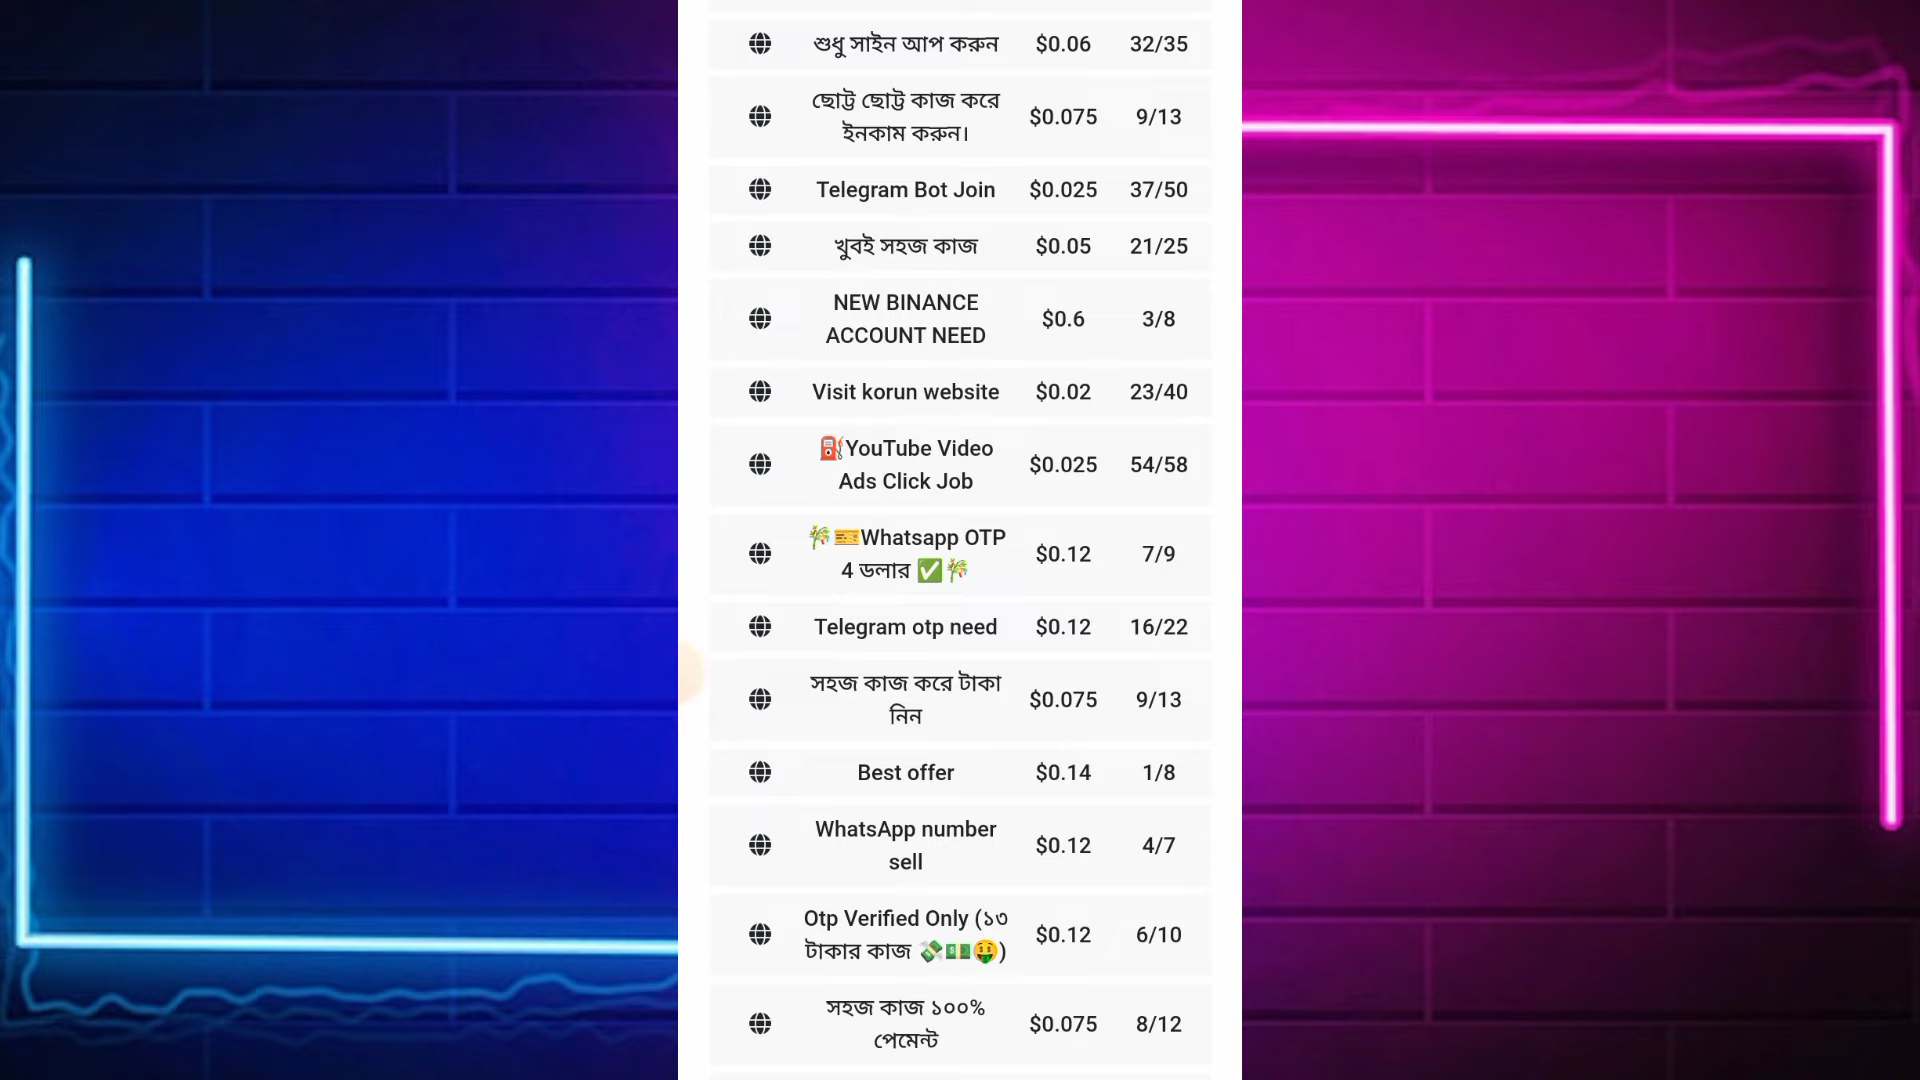 শুধু সাইন আপ করুন $0.06 32/35
ছোট্ট ছোট্ট কাজ করে
ইনকাম করুন।
$0.075 9/13
Telegram Bot Join $0.025 37/50
খুবই সহজ কাজ $0.05 21/25
NEW BINANCE
ACCOUNT NEED
$0.6 3/8
Visit korun website $0.02 23/40
⛽YouTube Video
Ads Click Job
$0.025 54/58
🎋🎫Whatsapp OTP
4 ডলার ✅🎋
$0.12 7/9
Telegram otp need $0.12 16/22
সহজ কাজ করে টাকা
নিন
$0.075 9/13
Best offer $0.14 1/8
WhatsApp number
sell
$0.12 4/7
Otp Verified Only (১৩
টাকার কাজ 💸💵🤑)
$0.12 6/10
সহজ কাজ ১০০%
পেমেন্ট
$0.075 8/12